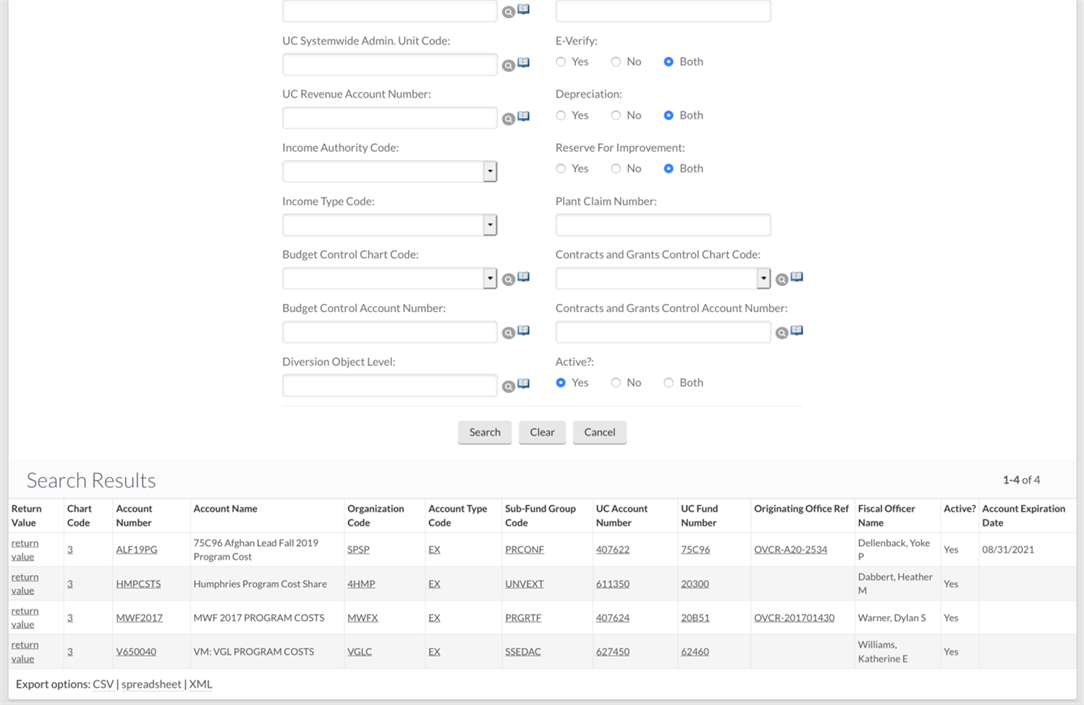 UC Systemwide Admin. Unit Code: E-Verify:
Yes No Both
UC Revenue Account Number: Depreciation:
Yes No Both
Income Authority Code: Reserve For Improvement:
Yes No Both
Income Type Code: Plant Claim Number:
Budget Control Chart Code: Contracts and Grants Control Chart Code:
Budget Control Account Number: Contracts and Grants Control Account Number:
Diversion Object Level: Active?:
Yes No Both
Search Clear Cancel
Search Results 1-4 of 4
Return Value Chart Code Account Number Account Name Organization Code Account Type Code Sub-Fund Group Code UC Account Number UC Fund Number Originating Office Ref Fiscal Officer Name Active? Account Expiration Date
return value 3 ALF19PG 75C96 Afghan Lead Fall 2019 Program Cost SPSP EX PRCONF 407622 75C96 OVCR-A20-2534 Dellenback, Yoke P Yes 08/31/2021
return value 3 HMPCSTS Humphries Program Cost Share 4HMP EX UNVEXT 611350 20300 Dabbert, Heather M Yes
return value 3 MWF2017 MWF 2017 PROGRAM COSTS MWFX EX PRGRTF 407624 20B51 OVCR-201701430 Warner, Dylan S Yes
return value 3 V650040 VM: VGL PROGRAM COSTS VGLC EX SSEDAC 627450 62460 Williams, Katherine E Yes
Export options: CSV | spreadsheet | XML